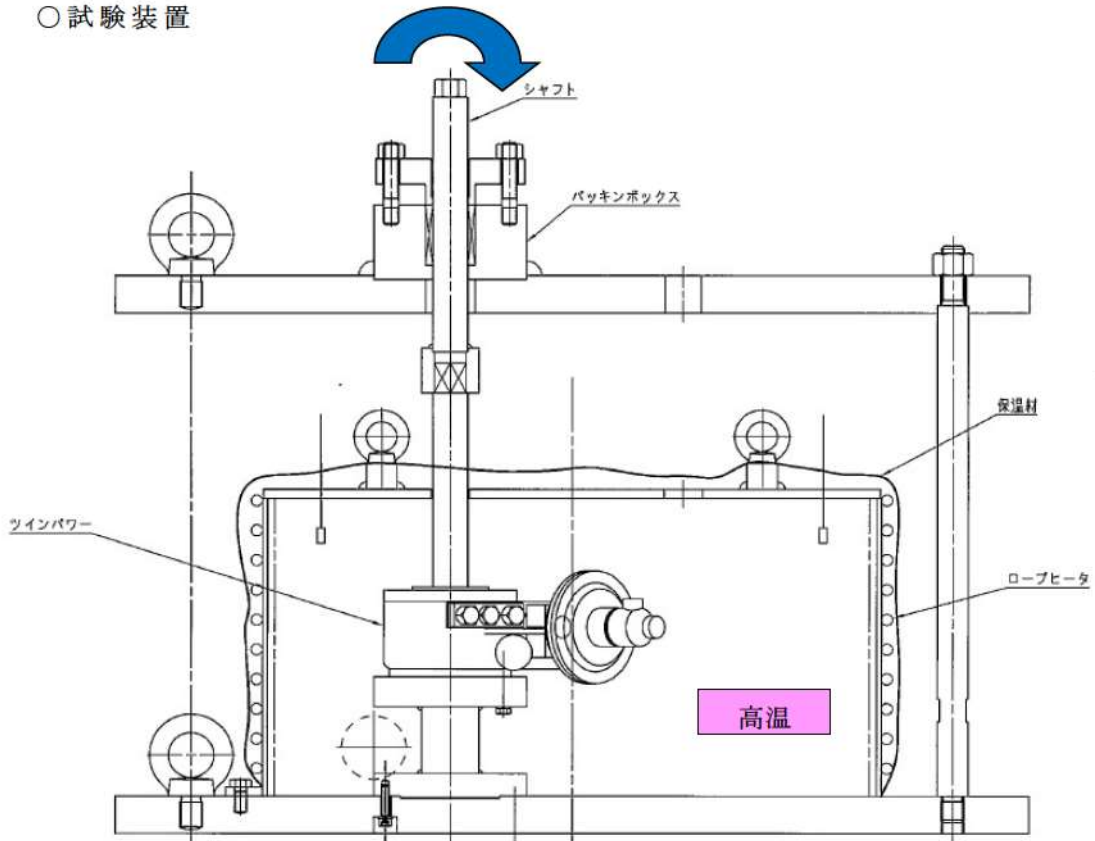 ○試験装置
シャフト
パッキンボックス
保温材
ツインパワー
ロープヒータ
高温